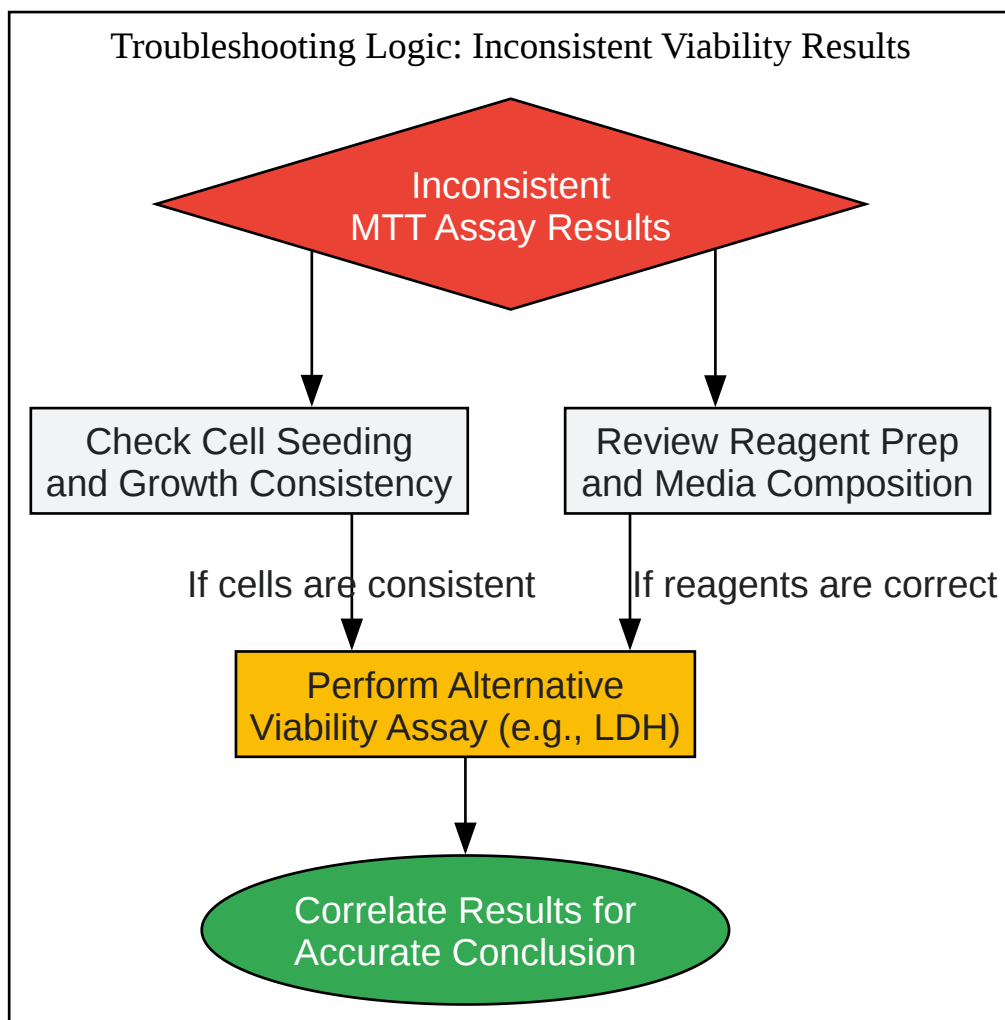 Troubleshooting Logic: Inconsistent Viability Results
Inconsistent
MTT Assay Results
Check Cell Seeding
and Growth Consistency
Review Reagent Prep
and Media Composition
If cells are consistent
If reagents are correct
Perform Alternative
Viability Assay (e.g., LDH)
Correlate Results for
Accurate Conclusion